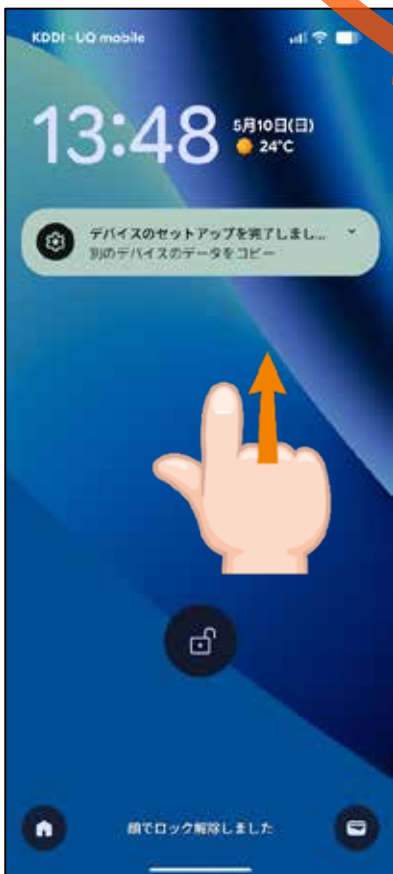 KDDI - UQ mobile
13:48
5月10日(日)
24°C
デバイスのセットアップを完了しまし...
別のデバイスのデータをコピー
顔でロック解除しました